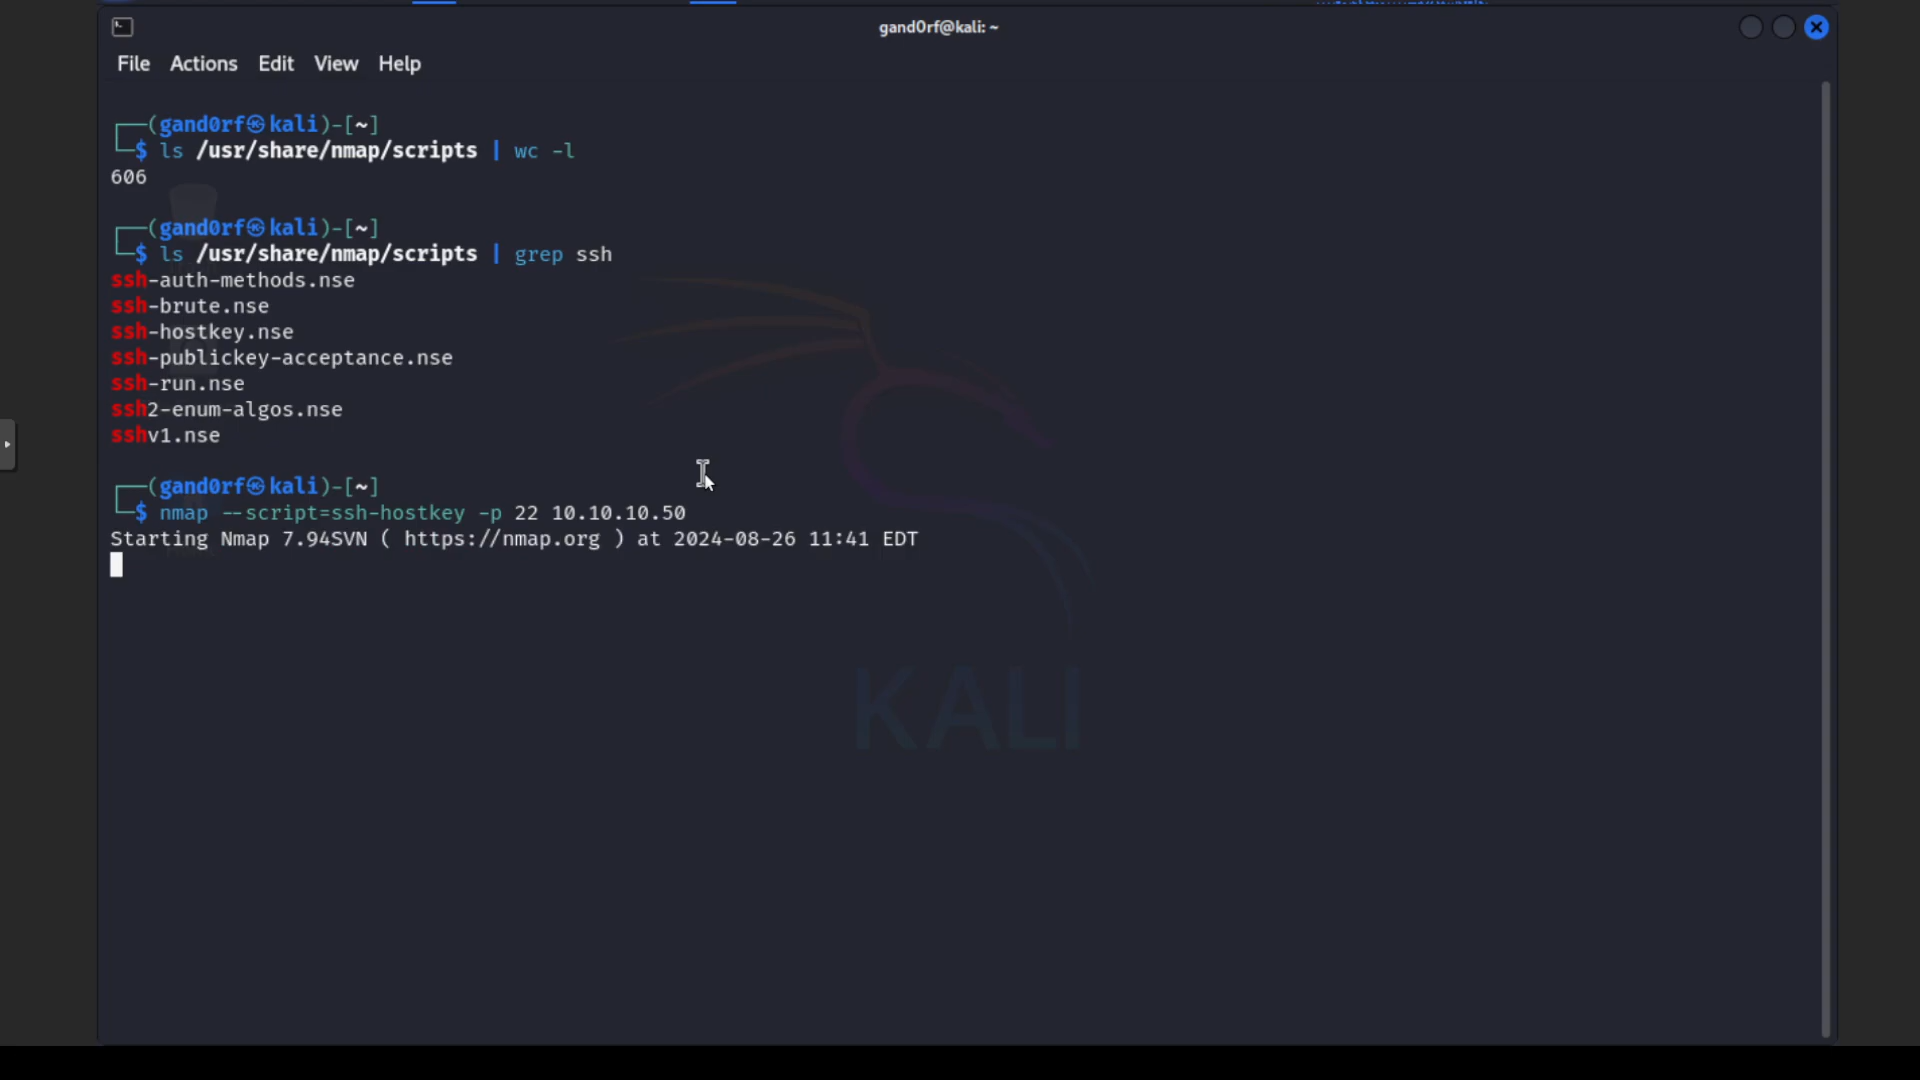 gand0rf@kali: ~
File Actions Edit View Help
┌──(gand0rf㉿kali)-[~]
└─$ ls /usr/share/nmap/scripts | wc -l
606
┌──(gand0rf㉿kali)-[~]
└─$ ls /usr/share/nmap/scripts | grep ssh
ssh-auth-methods.nse
ssh-brute.nse
ssh-hostkey.nse
ssh-publickey-acceptance.nse
ssh-run.nse
ssh2-enum-algos.nse
sshv1.nse
┌──(gand0rf㉿kali)-[~]
└─$ nmap --script=ssh-hostkey -p 22 10.10.10.50
Starting Nmap 7.94SVN ( https://nmap.org ) at 2024-08-26 11:41 EDT
KALI